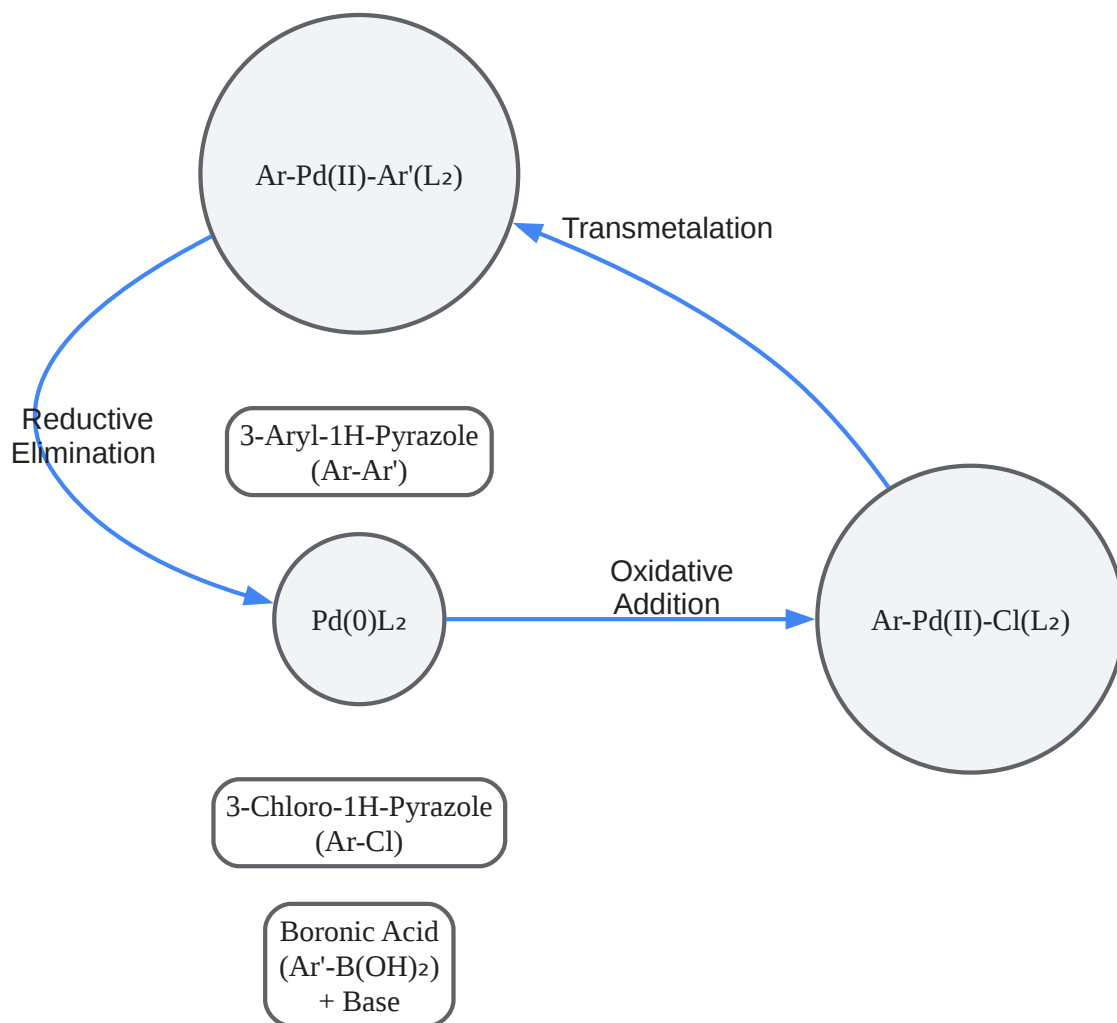 Ar-Pd(II)-Ar'(L₂)
Transmetalation
Reductive
Elimination
3-Aryl-1H-Pyrazole
(Ar-Ar')
Oxidative
Addition
Pd(0)L₂
Ar-Pd(II)-Cl(L₂)
3-Chloro-1H-Pyrazole
(Ar-Cl)
Boronic Acid
(Ar'-B(OH)₂)
+ Base